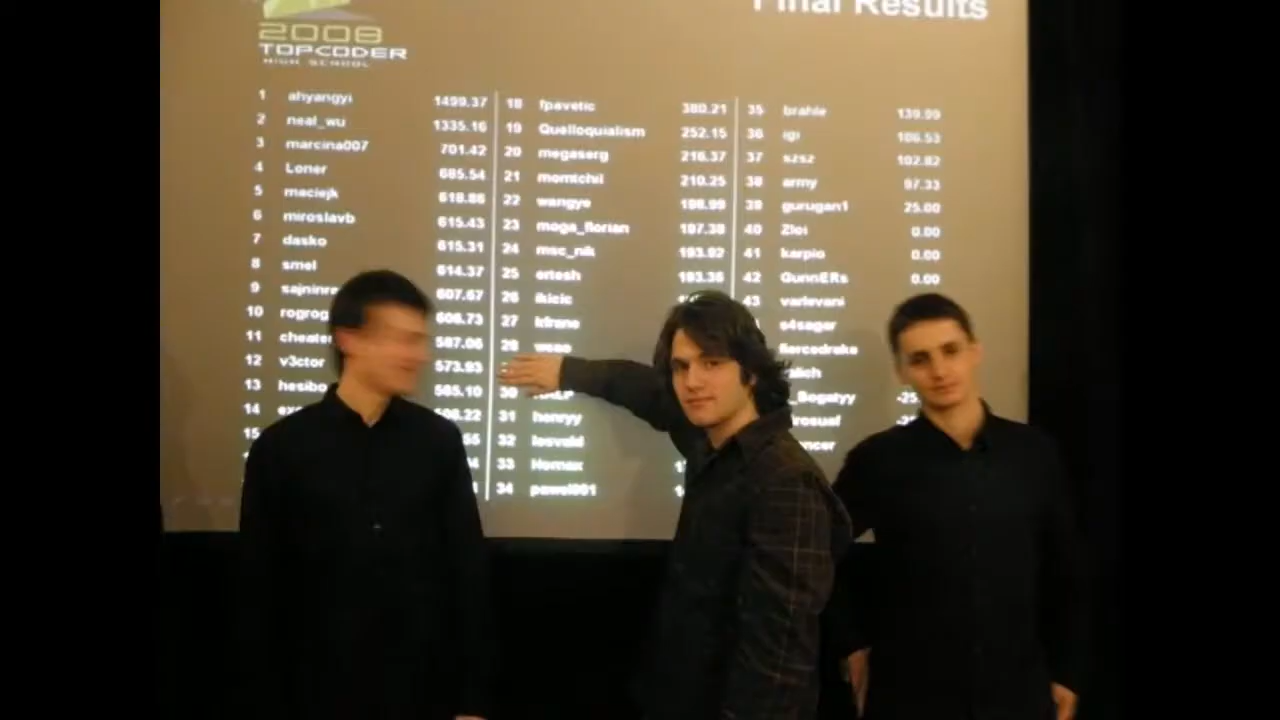 Final Results
2008
TOPCODER
HIGH SCHOOL
1 ahyangyi 1499.37
2 neal_wu 1335.16
3 marcina007 701.42
4 Loner 685.54
5 maciejk 618.86
6 miroslavb 615.43
7 dasko 615.31
8 smel 614.37
9 607.67
10 606.73
11 587.06
12 v3ctor 573.93
13 565.10
14
15
18 fpavetic 380.21
19 Quelloquialism 252.15
20 megaserg 216.37
21 momtchil 210.25
22 wangye 198.99
23 moga_florian 197.38
24 msc_nik 193.92
25 ertesh 193.36
26 ikicic
27
28
30
31 henryy
32
33
34 pawel001
35 brahle 139.99
36 igi 106.53
37 szsz 102.82
38 army 97.33
39 gurugan1 25.00
40 Zloi 0.00
41 karpio 0.00
42 GunnERs 0.00
43 varlevani
s4sagar
fiercedrake